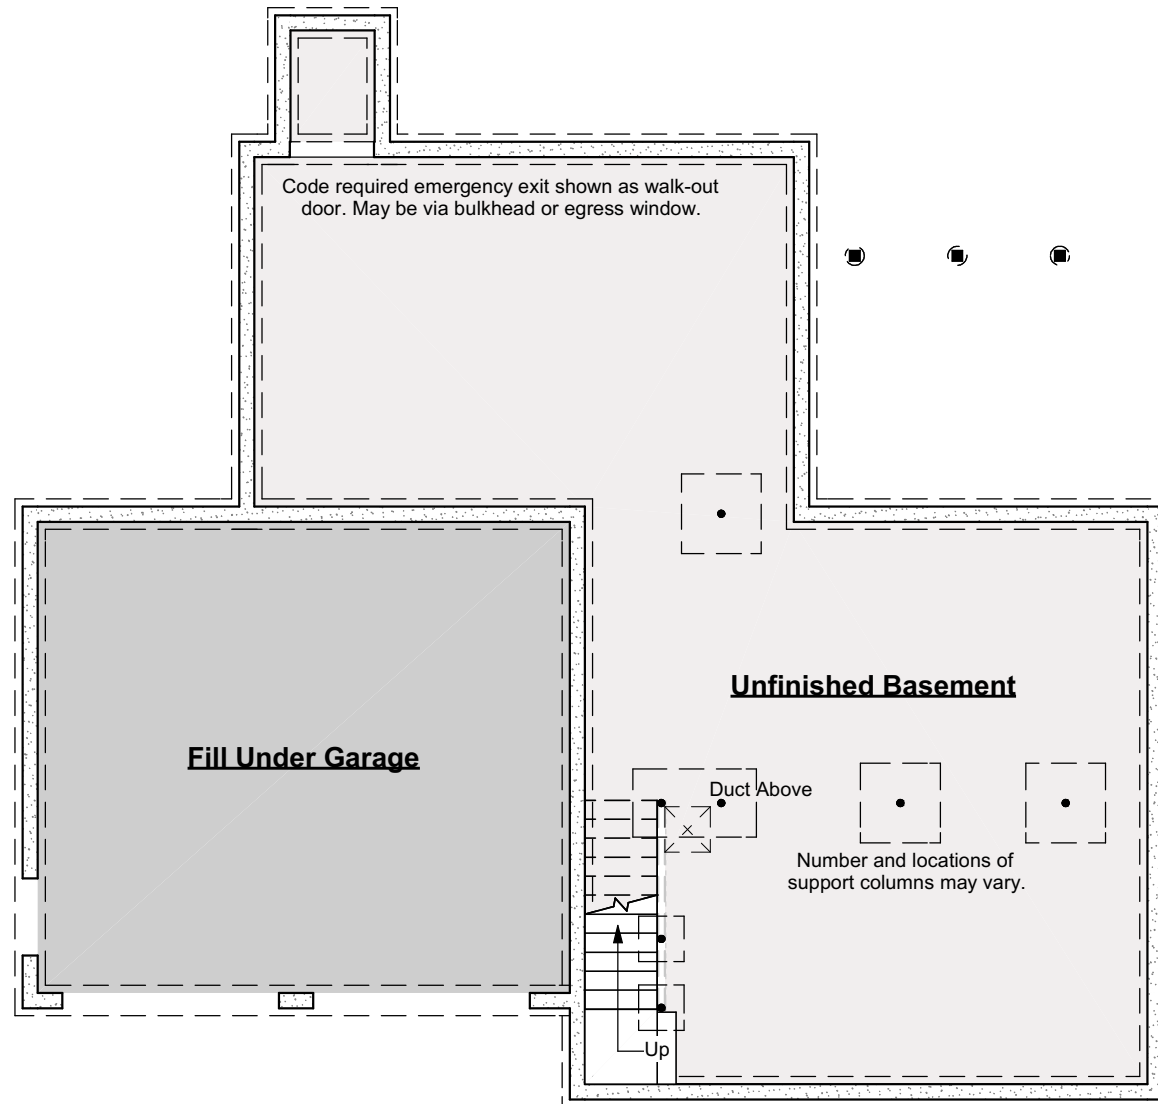 Code required emergency exit shown as walk-out
door. May be via bulkhead or egress window.
Unfinished Basement
Fill Under Garage
Duct Above
Number and locations of
support columns may vary.
Up